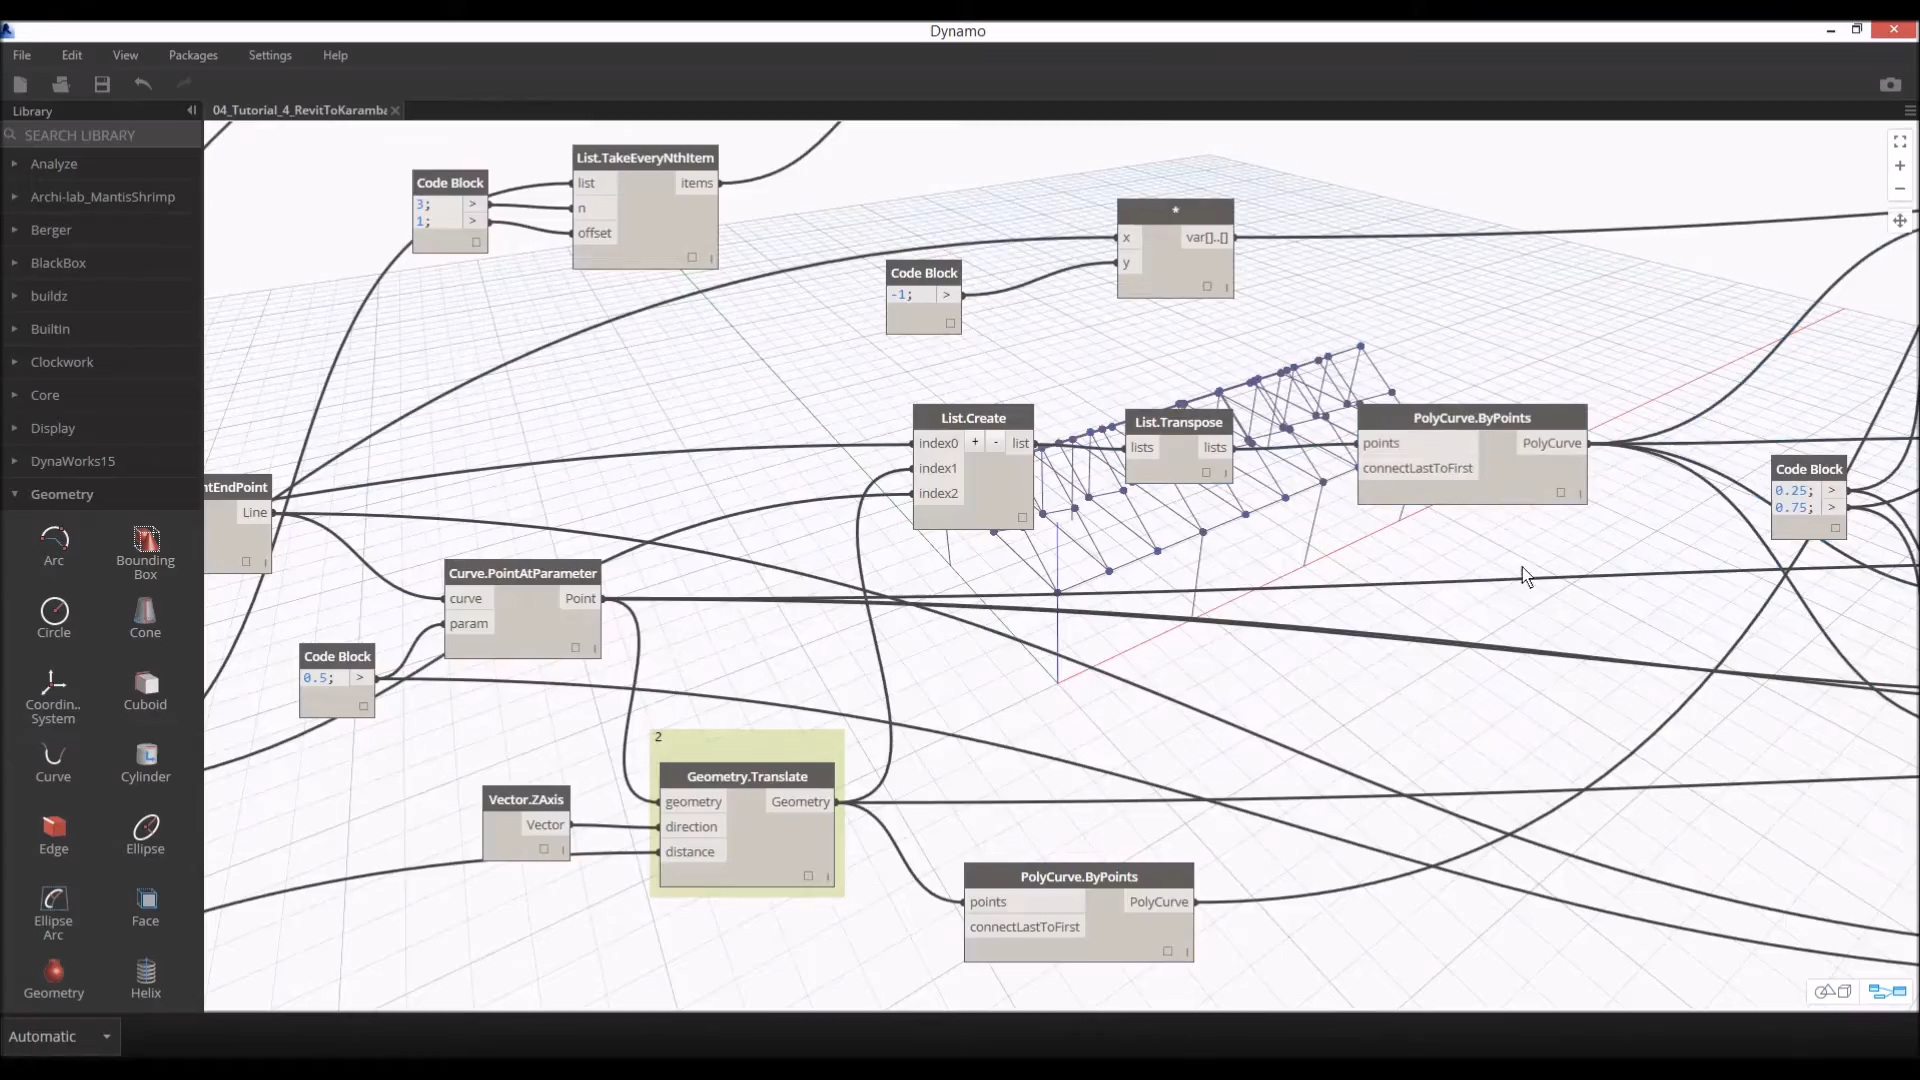 Dynamo
File Edit View Packages Settings Help
Library
04_Tutorial_4_RevitToKaramba
SEARCH LIBRARY
Analyze
Archi-lab_MantisShrimp
Berger
BlackBox
buildz
BuiltIn
Clockwork
Core
Display
DynaWorks15
Geometry
Arc
Bounding Box
Circle
Cone
Coordin.. System
Cuboid
Curve
Cylinder
Edge
Ellipse
Ellipse Arc
Face
Geometry
Helix
Automatic
Code Block
3; >
1; >
List.TakeEveryNthItem
list items
n
offset
*
x var[]..[]
y
Code Block
-1; >
List.Create
index0 + - list
index1
index2
List.Transpose
lists lists
PolyCurve.ByPoints
points PolyCurve
connectLastToFirst
Code Block
0.25; >
0.75; >
ntEndPoint
Line
Curve.PointAtParameter
curve Point
param
Code Block
0.5; >
2
Geometry.Translate
geometry Geometry
direction
distance
Vector.ZAxis
Vector
PolyCurve.ByPoints
points PolyCurve
connectLastToFirst